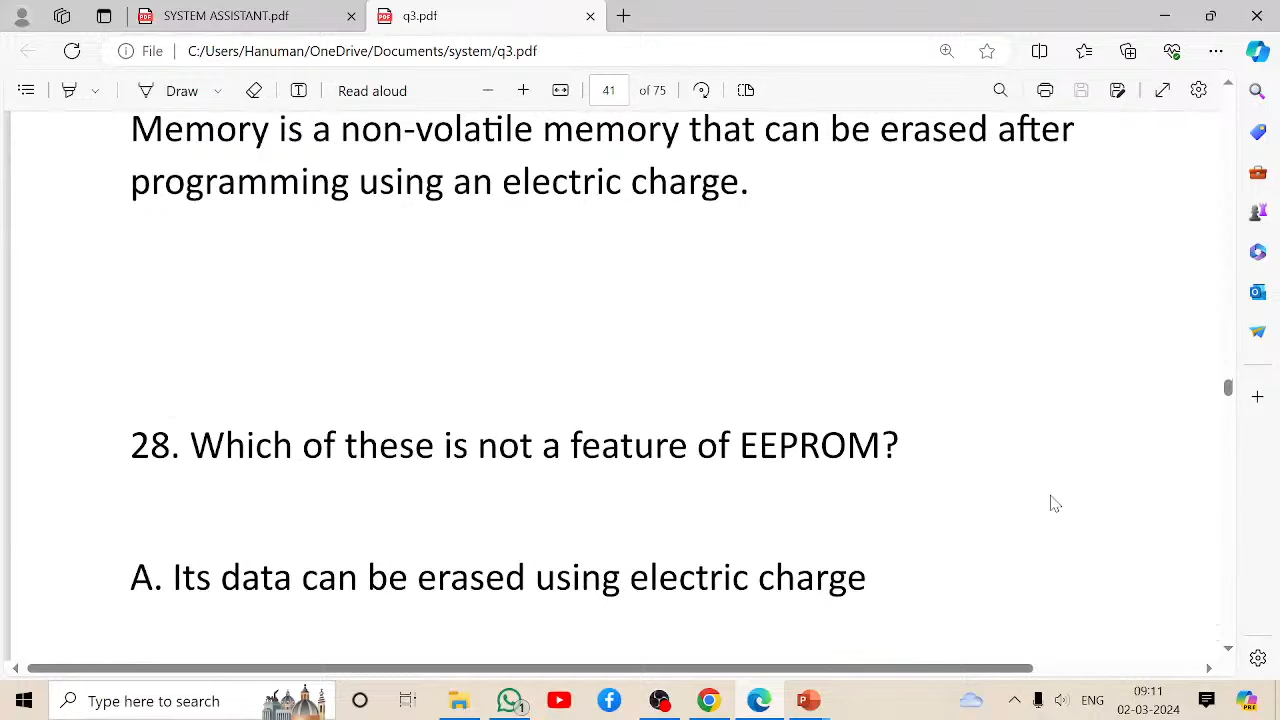 SYSTEM ASSISTANT.pdf
q3.pdf
File C:/Users/Hanuman/OneDrive/Documents/system/q3.pdf
Draw Read aloud 41 of 75
Memory is a non-volatile memory that can be erased after
programming using an electric charge.
28. Which of these is not a feature of EEPROM?
A. Its data can be erased using electric charge
Type here to search
1
ENG
09:11
02-03-2024